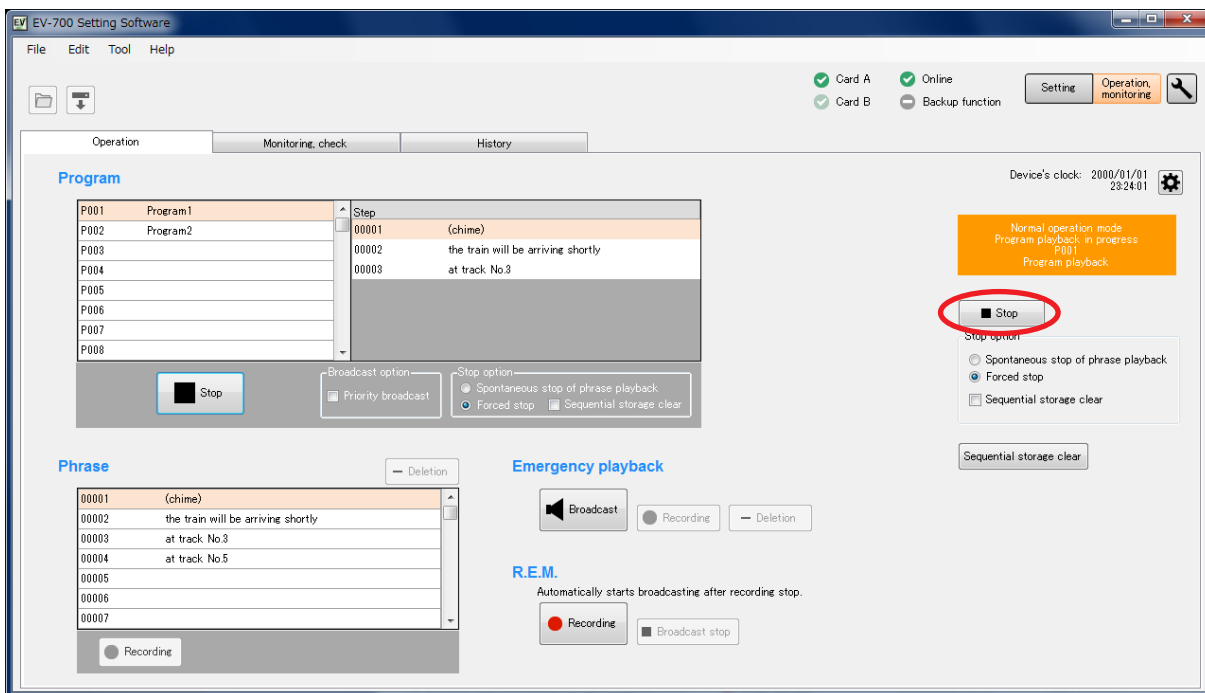 EV-700 Setting Software
File Edit Tool Help
Card A Online
Card B Backup function
Setting
Operation,
monitoring
Operation Monitoring, check History
Device's clock: 2000/01/01
23:24:01
Program
P001 Program1
P002 Program2
P003
P004
P005
P006
P007
P008
Step
00001 (chime)
00002 the train will be arriving shortly
00003 at track No.3
Stop
Broadcast option
Priority broadcast
Stop option
Spontaneous stop of phrase playback
Forced stop Sequential storage clear
Normal operation mode
Program playback in progress
P001
Program playback
Stop
Stop option
Spontaneous stop of phrase playback
Forced stop
Sequential storage clear
Sequential storage clear
Phrase
Deletion
00001 (chime)
00002 the train will be arriving shortly
00003 at track No.3
00004 at track No.5
00005
00006
00007
Recording
Emergency playback
Broadcast Recording Deletion
R.E.M.
Automatically starts broadcasting after recording stop.
Recording Broadcast stop